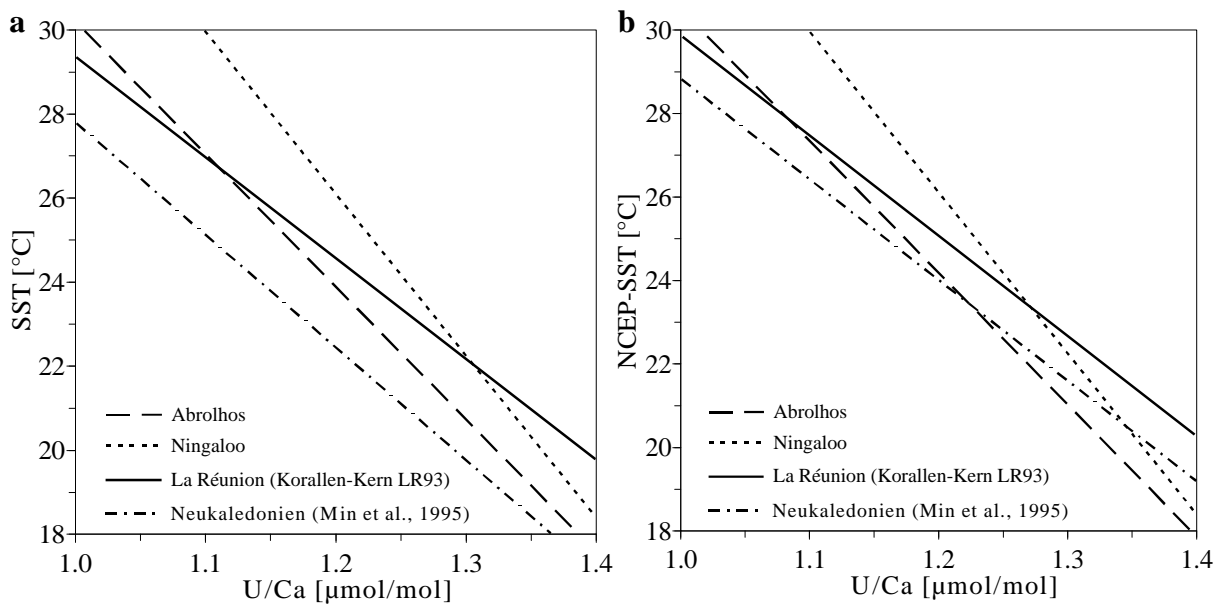 a
30
28
26
24
22
20
18
SST [°C]
Abrolhos
Ningaloo
La Réunion (Korallen-Kern LR93)
Neukaledonien (Min et al., 1995)
1.0 1.1 1.2 1.3 1.4
U/Ca [µmol/mol]
b
30
28
26
24
22
20
18
NCEP-SST [°C]
Abrolhos
Ningaloo
La Réunion (Korallen-Kern LR93)
Neukaledonien (Min et al., 1995)
1.0 1.1 1.2 1.3 1.4
U/Ca [µmol/mol]